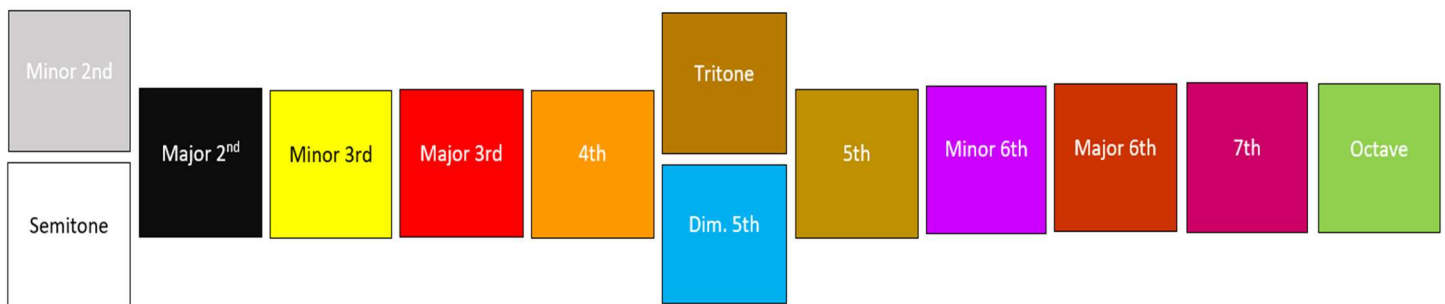 Minor 2nd
Semitone
Major 2nd
Minor 3rd
Major 3rd
4th
Tritone
Dim. 5th
5th
Minor 6th
Major 6th
7th
Octave